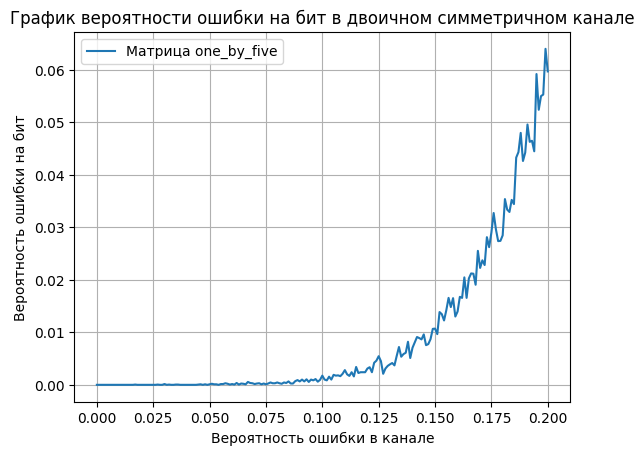 График вероятности ошибки на бит в двоичном симметричном канале
Матрица one_by_five
Вероятность ошибки на бит
0.06
0.05
0.04
0.03
0.02
0.01
0.00
0.000 0.025 0.050 0.075 0.100 0.125 0.150 0.175 0.200
Вероятность ошибки в канале